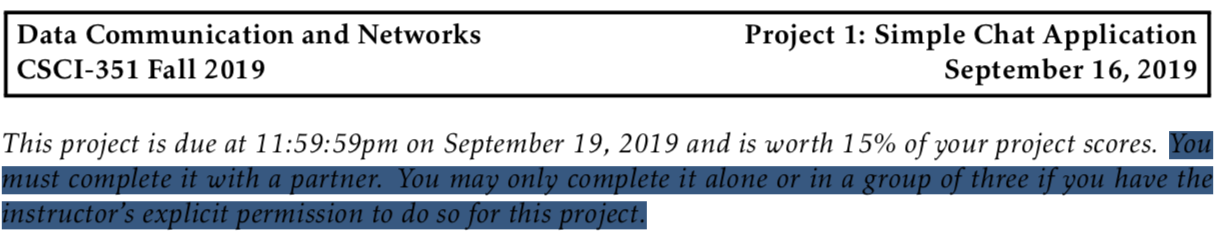 Data Communication and Networks Project 1: Simple Chat Application
CSCI-351 Fall 2019 September 16, 2019
This project is due at 11:59:59pm on September 19, 2019 and is worth 15% of your project scores. You
must complete it with a partner. You may only complete it alone or in a group of three if you have the
instructor's explicit permission to do so for this project.